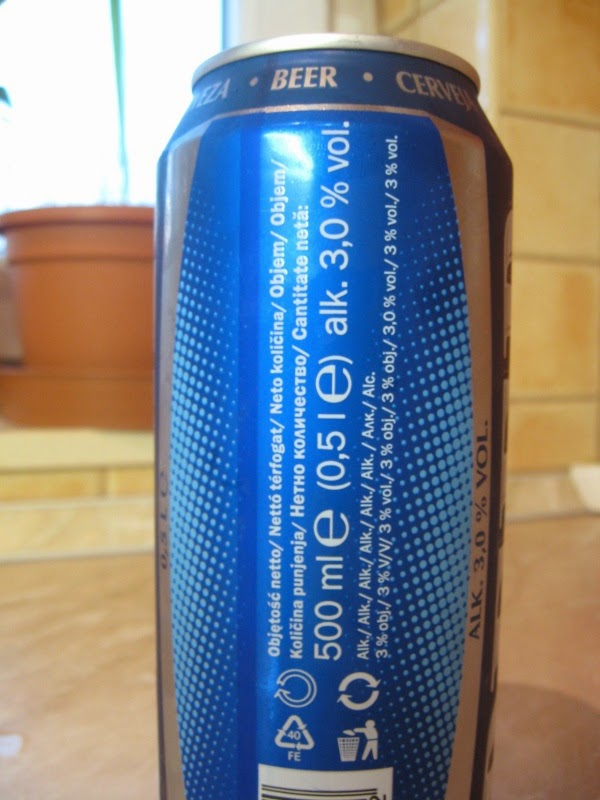 BEER • CERVE
Objętość netto/ Nettó térfogat/ Neto količina/ Objem/ Objem/
Količina punjenja/ Нетно количество/ Cantitate netă:
500 ml e (0,5 l e) alk. 3,0 % vol.
Alk./ Alk./ Alk./ Alk./ Alk./ Alk. / Алк./ Alc.
3 % obj./ 3 % V/V/ 3 % vol./ 3 % obj./ 3 % obj./ 3,0 % vol./ 3 % vol./ 3 % vol.
40
FE
ALK. 3,0 % VOL.
0,5 L e